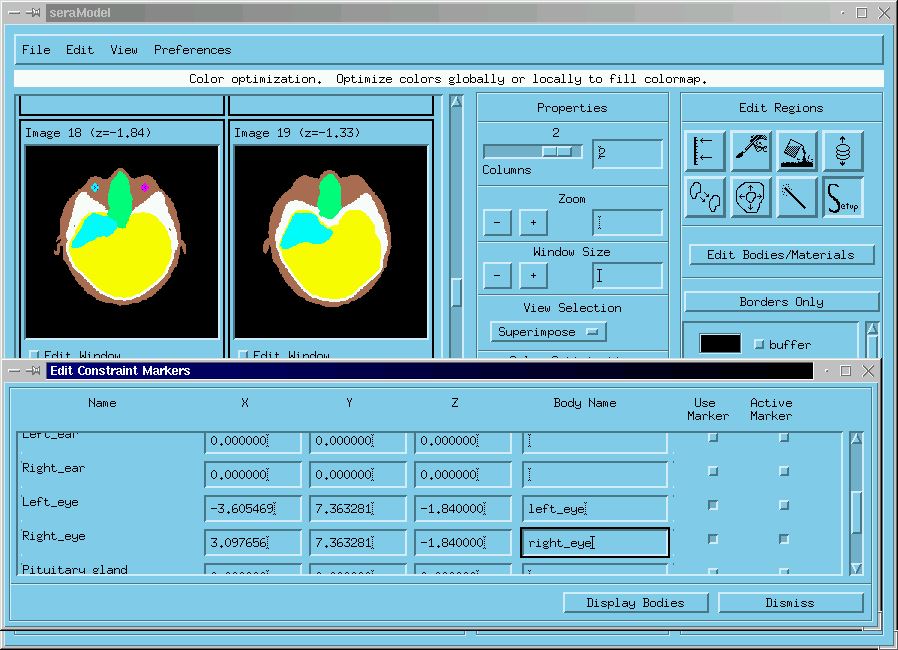 seraModel
File Edit View Preferences
Color optimization. Optimize colors globally or locally to fill colormap.
Image 18 (z=-1.84)
Image 19 (z=-1.33)
Edit Window
Edit Window
Properties
2
2
Columns
Zoom
- +
Window Size
- +
View Selection
Superimpose
Edit Regions
Setup
Edit Bodies/Materials
Borders Only
buffer
Edit Constraint Markers
Name X Y Z Body Name Use Marker Active Marker
Left_ear 0.000000 0.000000 0.000000
Right_ear 0.000000 0.000000 0.000000
Left_eye -3.605469 7.363281 -1.840000 left_eye
Right_eye 3.097656 7.363281 -1.840000 right_eye
Pituitary gland
Display Bodies Dismiss